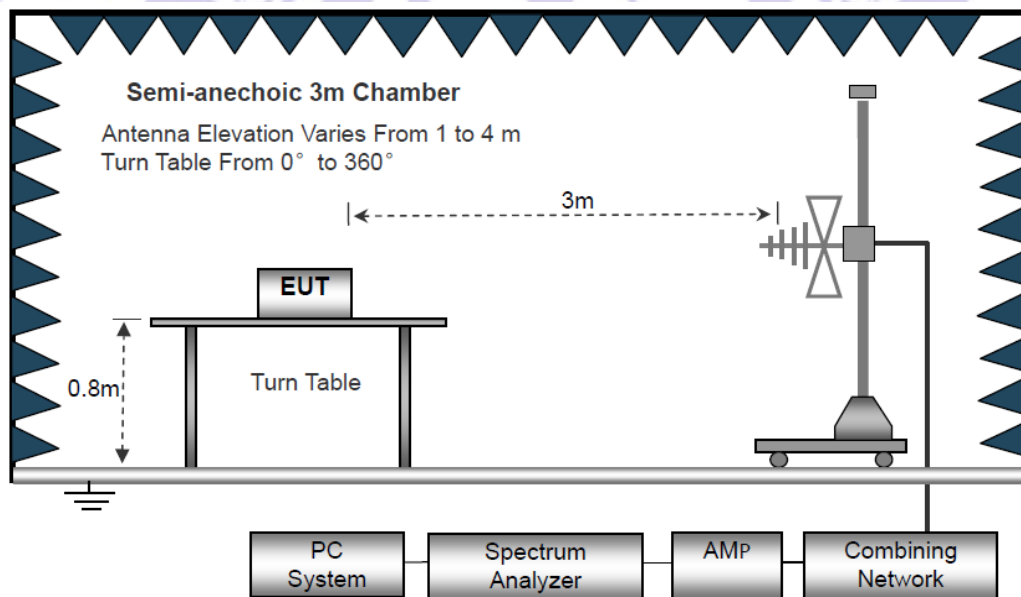 Semi-anechoic 3m Chamber
Antenna Elevation Varies From 1 to 4 m
Turn Table From 0° to 360°
3m
EUT
0.8m
Turn Table
PC
System
Spectrum
Analyzer
AMP
Combining
Network